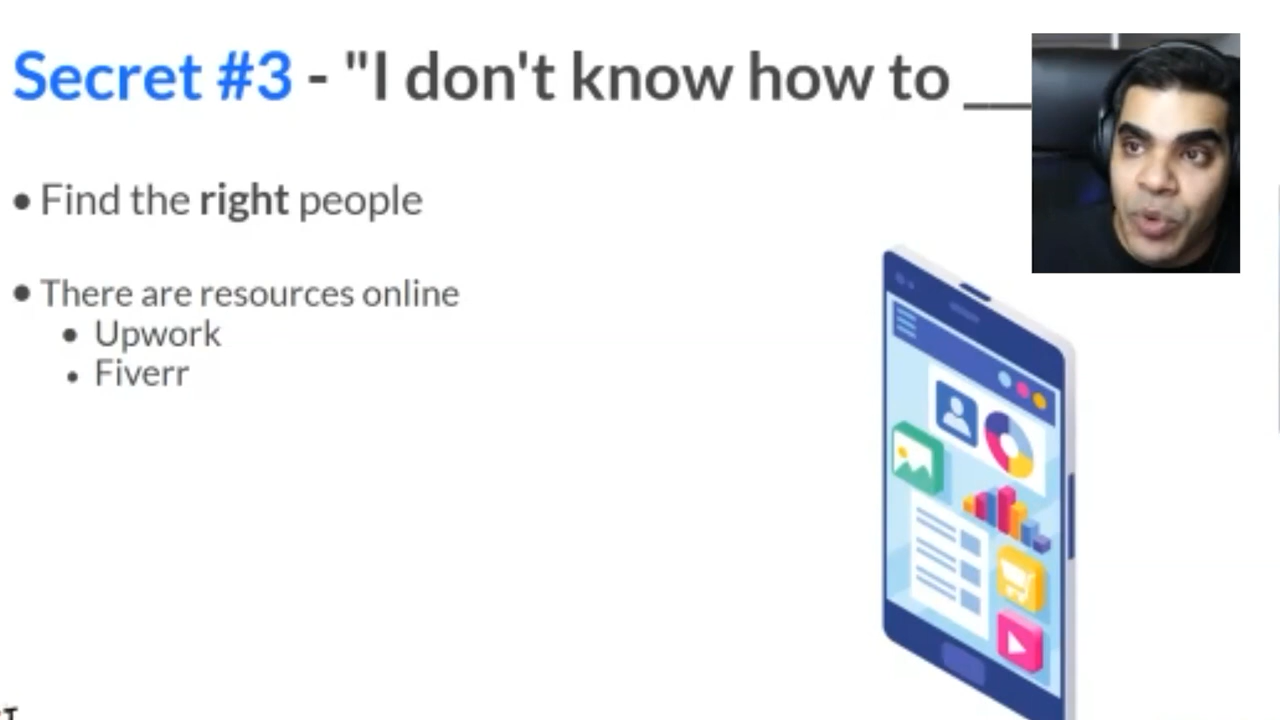 Secret #3 - "I don't know how to __
• Find the right people
• There are resources online
• Upwork
• Fiverr